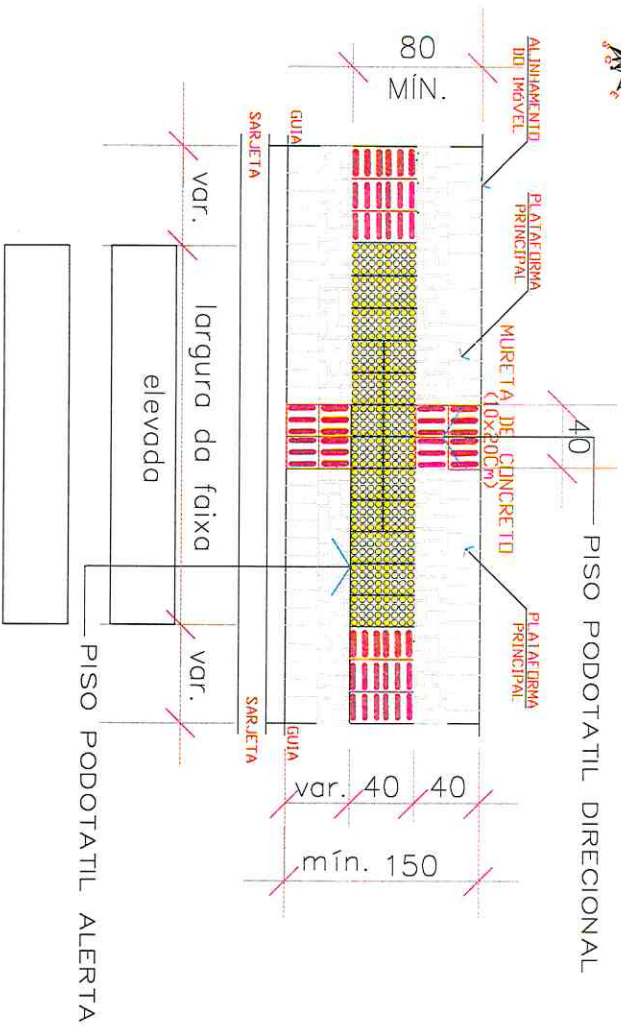 80
MÍN.
ALINHAMENTO
DO IMÓVEL
PLATAFORMA
PRINCIPAL
MURETA DE CONCRETO
(10x20Cm)
40
PISO PODOTATIL DIRECIONAL
PLATAFORMA
PRINCIPAL
GUIA
SARJETA
GUIA
SARJETA
var.
largura da faixa
elevada
var.
var. 40 40
mín. 150
PISO PODOTATIL ALERTA